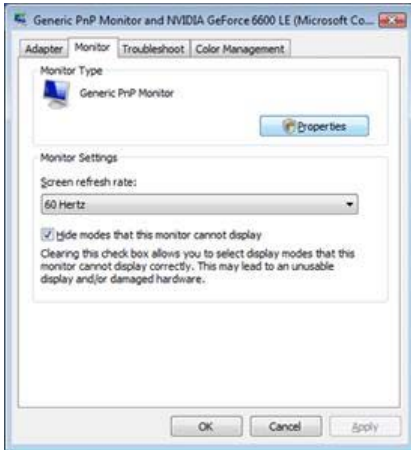 Generic PnP Monitor and NVIDIA GeForce 6600 LE (Microsoft Co...
Adapter Monitor Troubleshoot Color Management
Monitor Type
Generic PnP Monitor
Properties
Monitor Settings
Screen refresh rate:
60 Hertz
Hide modes that this monitor cannot display
Clearing this check box allows you to select display modes that this
monitor cannot display correctly. This may lead to an unusable
display and/or damaged hardware.
OK Cancel Apply